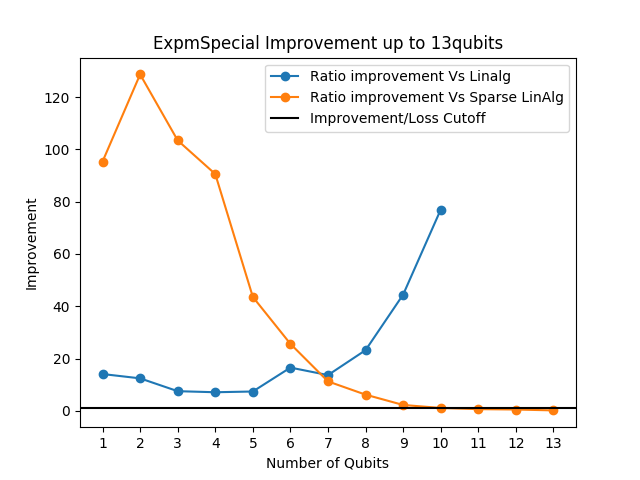 ExpmSpecial Improvement up to 13qubits
Ratio improvement Vs Linalg
Ratio improvement Vs Sparse LinAlg
Improvement/Loss Cutoff
Improvement
120
100
80
60
40
20
0
1 2 3 4 5 6 7 8 9 10 11 12 13
Number of Qubits